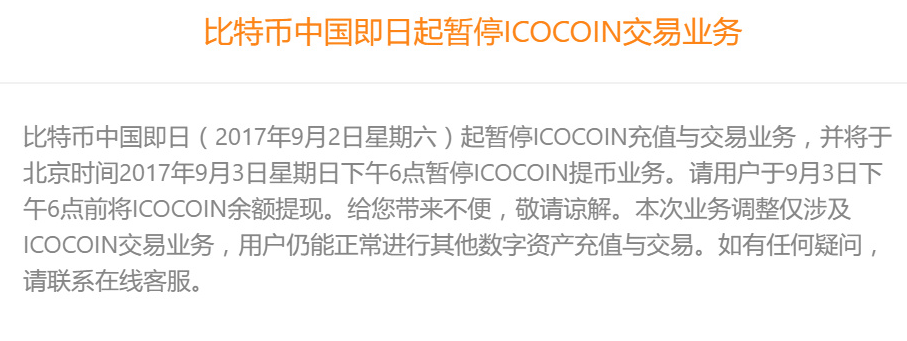 比特币中国即日起暂停ICOCOIN交易业务
比特币中国即日（2017年9月2日星期六）起暂停ICOCOIN充值与交易业务，并将于
北京时间2017年9月3日星期日下午6点暂停ICOCOIN提币业务。请用户于9月3日下
午6点前将ICOCOIN余额提现。给您带来不便，敬请谅解。本次业务调整仅涉及
ICOCOIN交易业务，用户仍能正常进行其他数字资产充值与交易。如有任何疑问，
请联系在线客服。